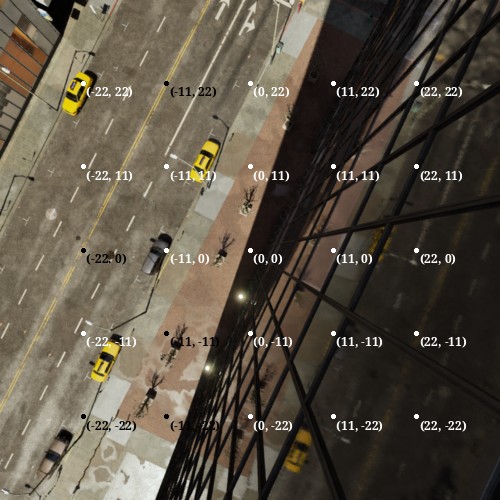 (-22, 22) (-11, 22) (0, 22) (11, 22) (22, 22)
(-22, 11) (-11, 11) (0, 11) (11, 11) (22, 11)
(-22, 0) (-11, 0) (0, 0) (11, 0) (22, 0)
(-22, -11) (-11, -11) (0, -11) (11, -11) (22, -11)
(-22, -22) (-11, -22) (0, -22) (11, -22) (22, -22)